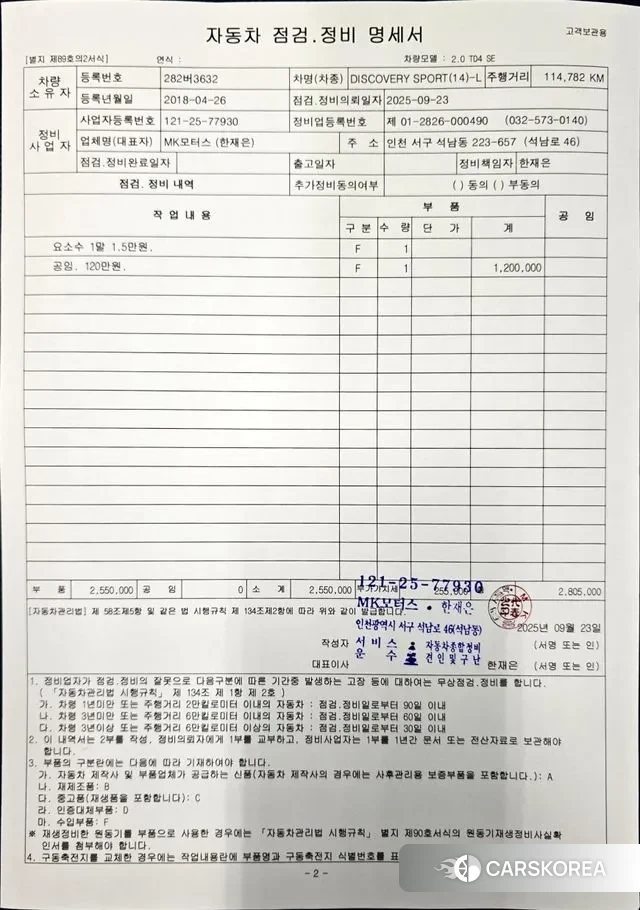 자동차 점검.정비 명세서
고객보관용
[별지 제89호의2서식] 연식 : 차량모델 : 2.0 TD4 SE
차량 소유자 등록번호 282버3632 차명(차종) DISCOVERY SPORT(14)-L 주행거리 114,782 KM
등록년월일 2018-04-26 점검.정비의뢰일자 2025-09-23
정비 사업자 사업자등록번호 121-25-77930 정비업등록번호 제 01-2826-000490 (032-573-0140)
업체명(대표자) MK모터스 (한재은) 주 소 인천 서구 석남동 223-657 (석남로 46)
점검.정비완료일자 출고일자 정비책임자 한재은
점검. 정비 내역 추가정비동의여부 ( ) 동의 ( ) 부동의
작 업 내 용 부 품 공 임
구 분 수 량 단 가 계
요소수 1말 1.5만원. F 1
공임. 120만원. F 1 1,200,000
부 품 2,550,000 공 임 0 소 계 2,550,000 부가가치세 255,000 2,805,000
121-25-77930
[자동차관리법] 제 58조제5항 및 같은 법 시행규칙 제 134조제2항에 따라 위와 같이 발급합니다.
MK모터스 · 한재은
인천광역시 서구 석남로 46(석남동)
2025년 09월 23일
작성자 서비스 자동차종합정비 (서명 또는 인)
운수 견인및구난
대표이사 한재은 (서명 또는 인)
1. 정비업자가 점검.정비의 잘못으로 다음구분에 따른 기간중 발생하는 고장 등에 대하여는 무상점검.정비를 합니다.
(「자동차관리법 시행규칙」 제 134조 제 1항 제 2호 )
가. 차령 1년미만 또는 주행거리 2만킬로미터 이내의 자동차 : 점검.정비일로부터 90일 이내
나. 차령 3년미만 또는 주행거리 6만킬로미터 이내의 자동차 : 점검.정비일로부터 60일 이내
다. 차령 3년이상 또는 주행거리 6만킬로미터 이상의 자동차 : 점검.정비일로부터 30일 이내
2. 이 내역서는 2부를 작성, 정비의뢰자에게 1부를 교부하고, 정비사업자는 1부를 1년간 문서 또는 전산자료로 보관해야
합니다.
3. 부품의 구분란에는 다음에 따라 기재하여야 합니다.
가. 자동차 제작사 및 부품업체가 공급하는 신품(자동차 제작사의 경우에는 사후관리용 보증부품을 포함합니다.): A
나. 재제조품: B
다. 중고품(재생품을 포함합니다): C
라. 인증대체부품: D
마. 수입부품: F
※ 재생정비한 원동기를 부품으로 사용한 경우에는 「자동차관리법 시행규칙」 별지 제90호서식의 원동기재생정비사실확
인서를 첨부해야 합니다.
4. 구동축전지를 교체한 경우에는 작업내용란에 부품명과 구동축전지 식별번호를 표
- 2 -
CARSKOREA